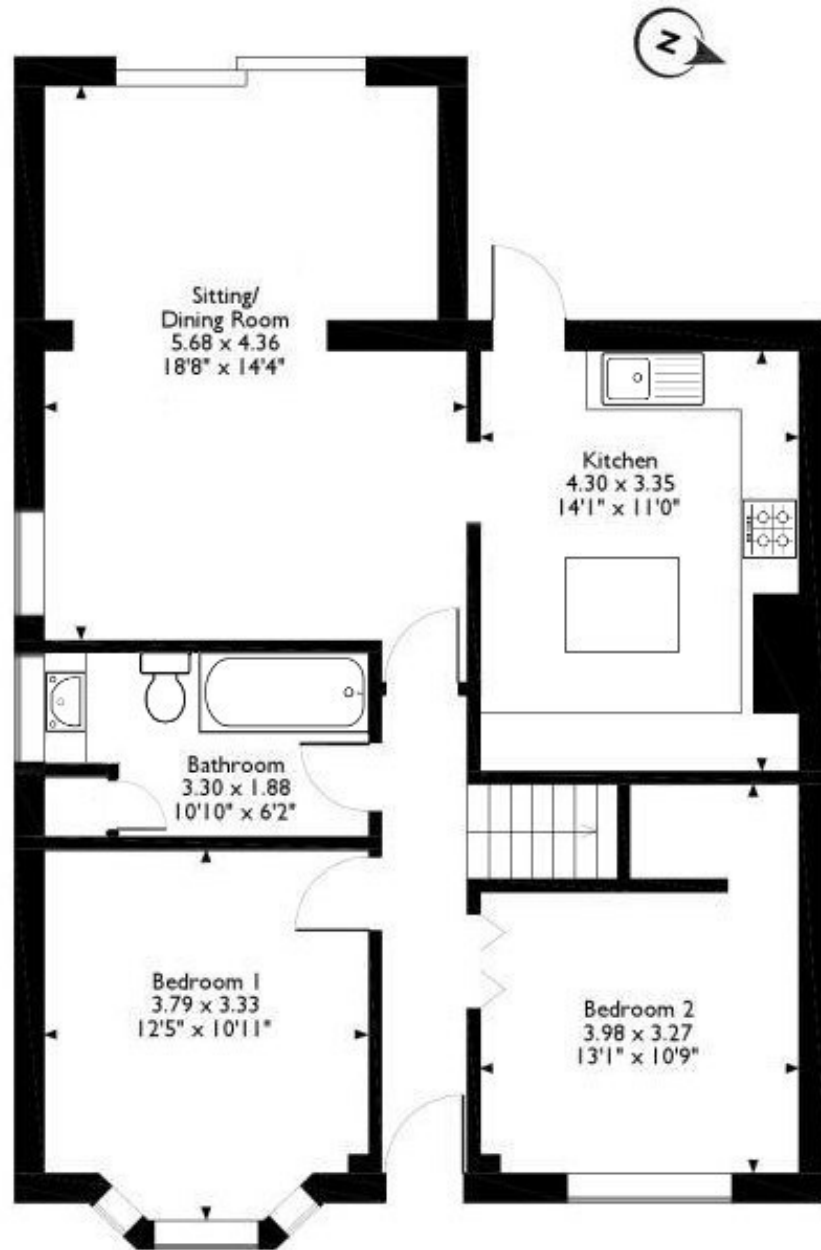 N
Sitting/
Dining Room
5.68 x 4.36
18'8" x 14'4"
Kitchen
4.30 x 3.35
14'1" x 11'0"
Bathroom
3.30 x 1.88
10'10" x 6'2"
Bedroom 1
3.79 x 3.33
12'5" x 10'11"
Bedroom 2
3.98 x 3.27
13'1" x 10'9"